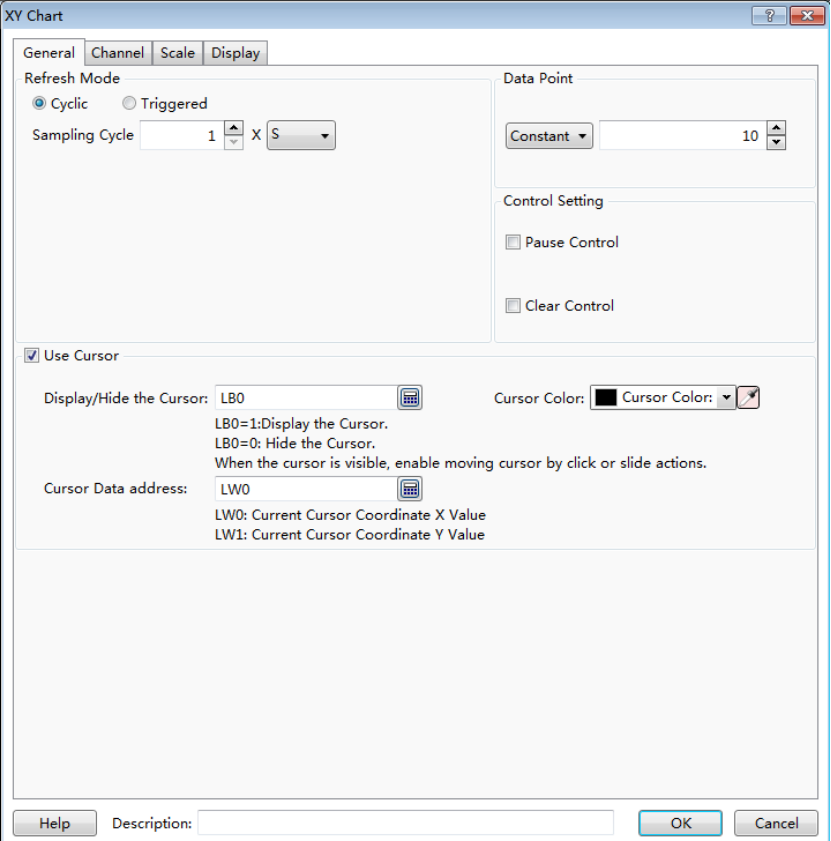 XY Chart
General Channel Scale Display
Refresh Mode
Cyclic Triggered
Sampling Cycle 1 X S
Data Point
Constant 10
Control Setting
Pause Control
Clear Control
Use Cursor
Display/Hide the Cursor: LB0
Cursor Color: Cursor Color:
LB0=1:Display the Cursor.
LB0=0: Hide the Cursor.
When the cursor is visible, enable moving cursor by click or slide actions.
Cursor Data address: LW0
LW0: Current Cursor Coordinate X Value
LW1: Current Cursor Coordinate Y Value
Help Description: OK Cancel